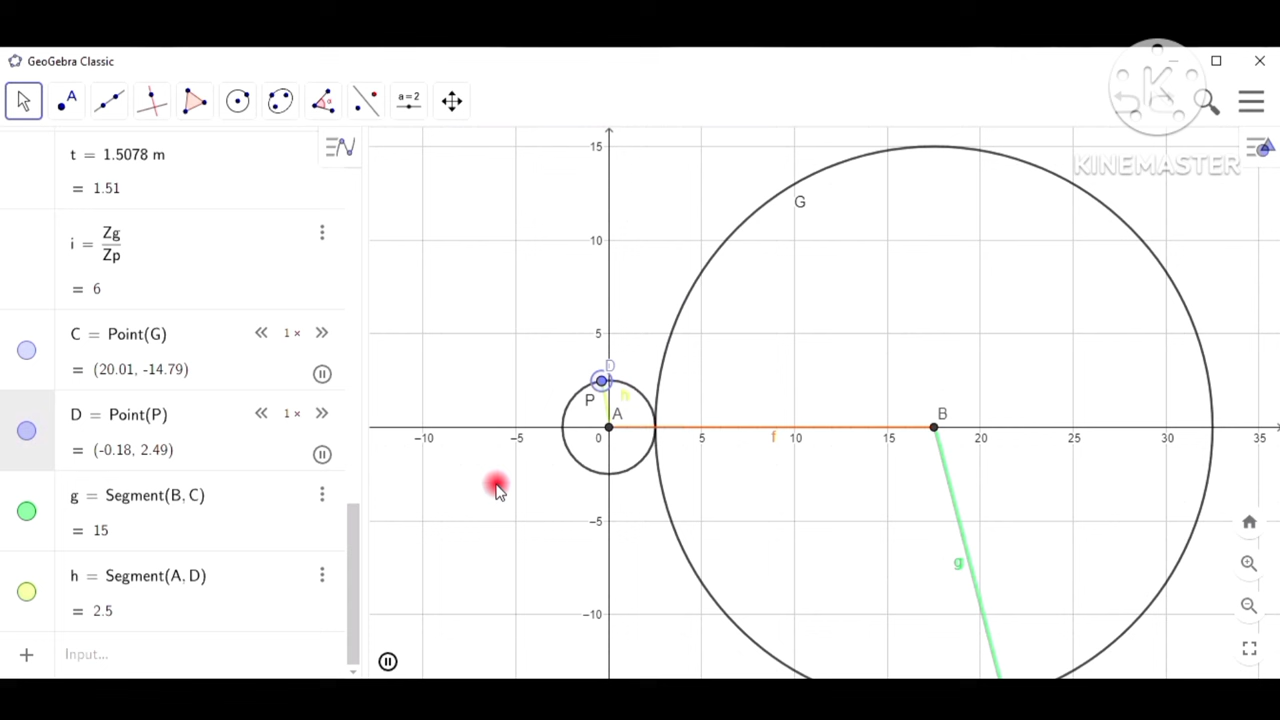 GeoGebra Classic
A
α
a = 2
KINEMASTER
t = 1.5078 m
= 1.51
i = Zg
Zp
= 6
C = Point(G)
1 ×
= (20.01, -14.79)
D = Point(P)
1 ×
= (-0.18, 2.49)
g = Segment(B, C)
= 15
h = Segment(A, D)
= 2.5
Input...
15
G
10
5
D
h
P
A
B
−10
−5
0
5
f
10
15
20
25
30
35
−5
g
−10